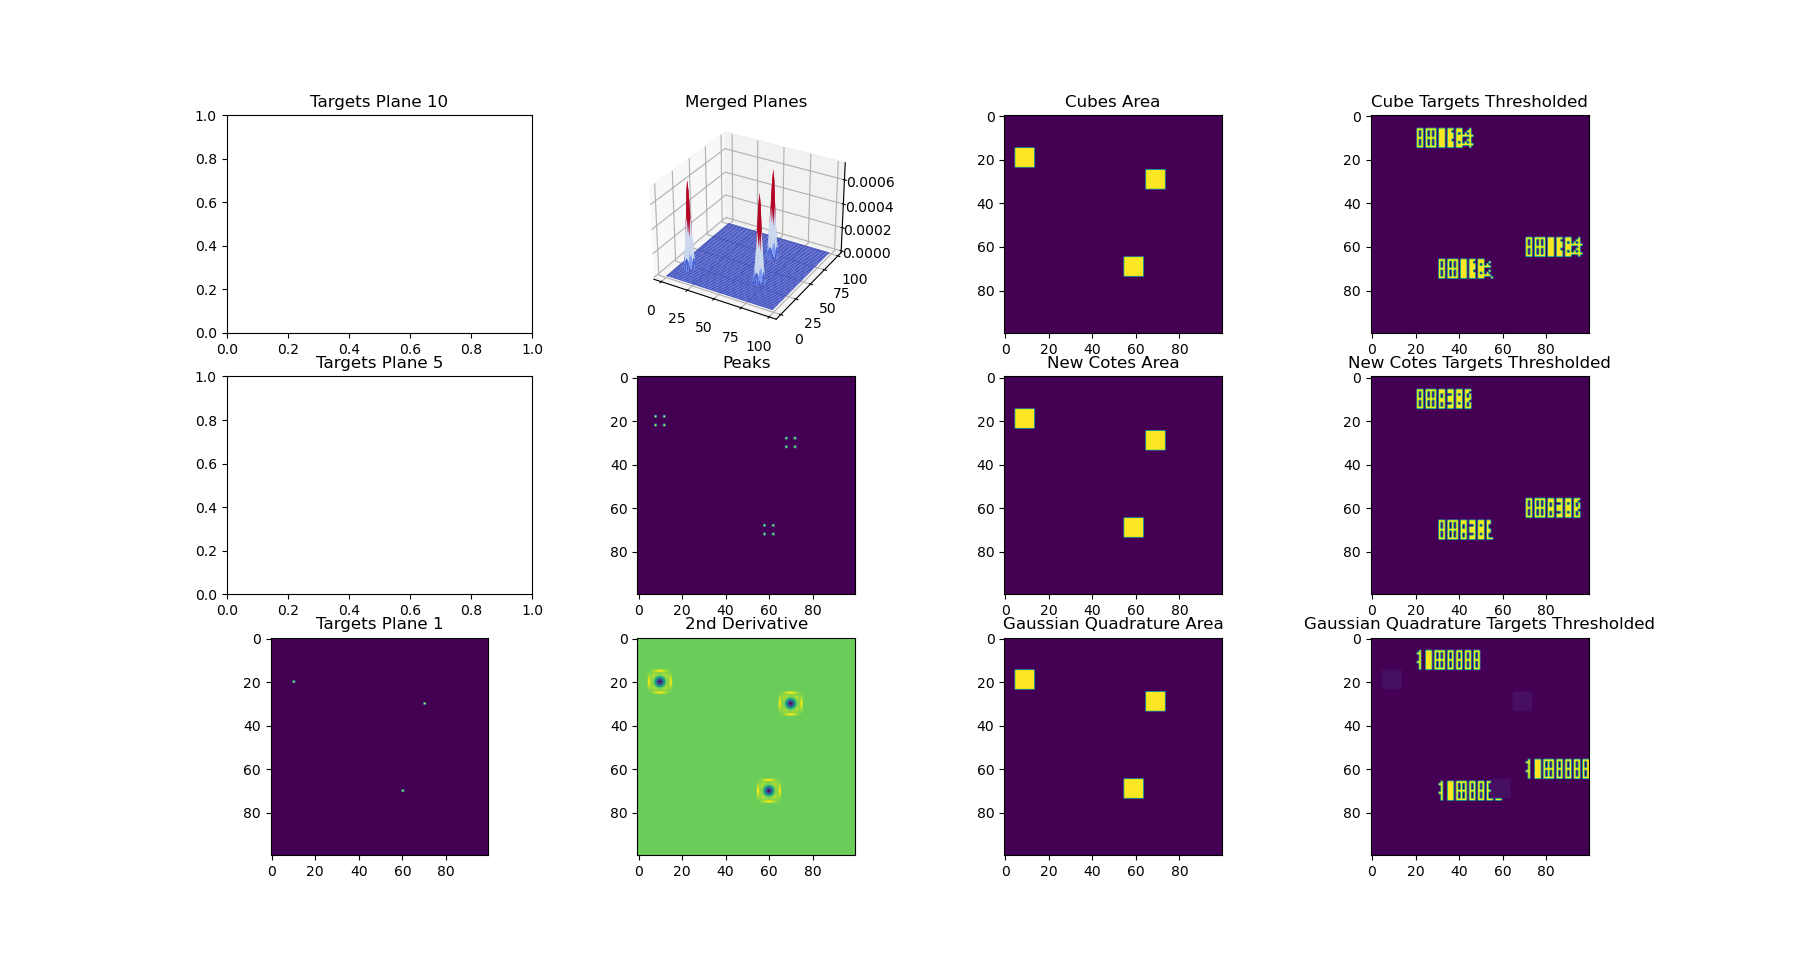 Targets Plane 10
1.0
0.8
0.6
0.4
0.2
0.0
0.0 0.2 0.4 0.6 0.8 1.0
Merged Planes
0.0006
0.0004
0.0002
0.0000
0 25 50 75 100
0 25 50 75 100
Cubes Area
0
20
40
60
80
0 20 40 60 80
Cube Targets Thresholded
0
20
40
60
80
0 20 40 60 80
Targets Plane 5
1.0
0.8
0.6
0.4
0.2
0.0
0.0 0.2 0.4 0.6 0.8 1.0
Peaks
0
20
40
60
80
0 20 40 60 80
New Cotes Area
0
20
40
60
80
0 20 40 60 80
New Cotes Targets Thresholded
0
20
40
60
80
0 20 40 60 80
Targets Plane 1
0
20
40
60
80
0 20 40 60 80
2nd Derivative
0
20
40
60
80
0 20 40 60 80
Gaussian Quadrature Area
0
20
40
60
80
0 20 40 60 80
Gaussian Quadrature Targets Thresholded
0
20
40
60
80
0 20 40 60 80